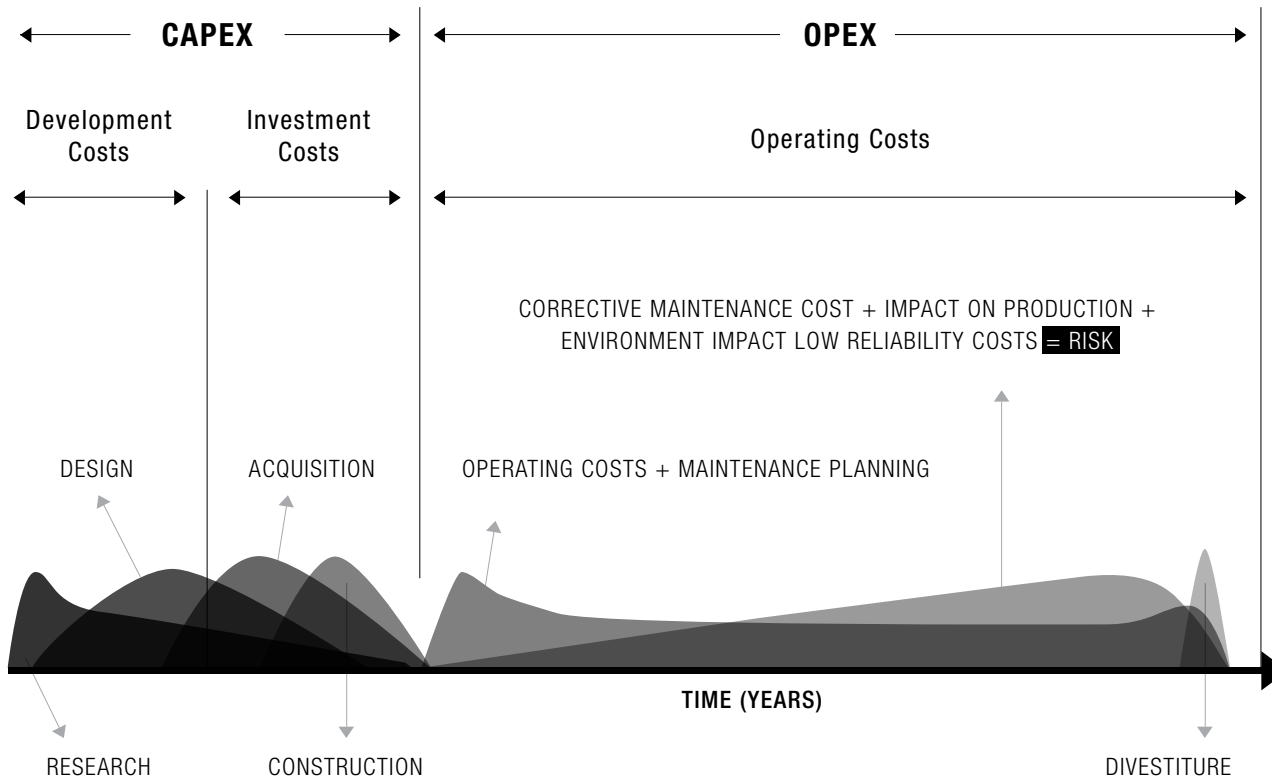 CAPEX
OPEX
Development
Costs
Investment
Costs
Operating Costs
CORRECTIVE MAINTENANCE COST + IMPACT ON PRODUCTION +
ENVIRONMENT IMPACT LOW RELIABILITY COSTS = RISK
DESIGN
ACQUISITION
OPERATING COSTS + MAINTENANCE PLANNING
TIME (YEARS)
RESEARCH
CONSTRUCTION
DIVESTITURE